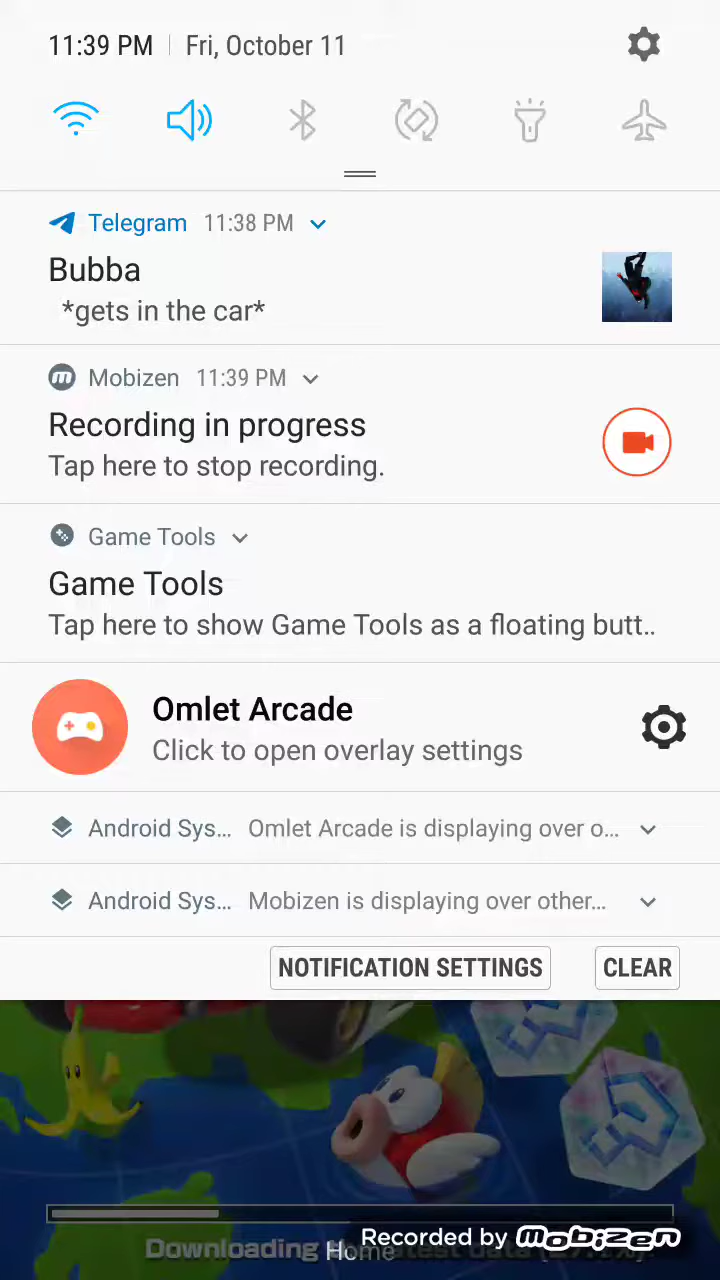 11:39 PM | Fri, October 11
Telegram 11:38 PM
Bubba
*gets in the car*
Mobizen 11:39 PM
Recording in progress
Tap here to stop recording.
Game Tools
Game Tools
Tap here to show Game Tools as a floating butt..
Omlet Arcade
Click to open overlay settings
Android Sys... Omlet Arcade is displaying over o...
Android Sys... Mobizen is displaying over other...
NOTIFICATION SETTINGS CLEAR
Recorded by mobizen
Downloading
Home